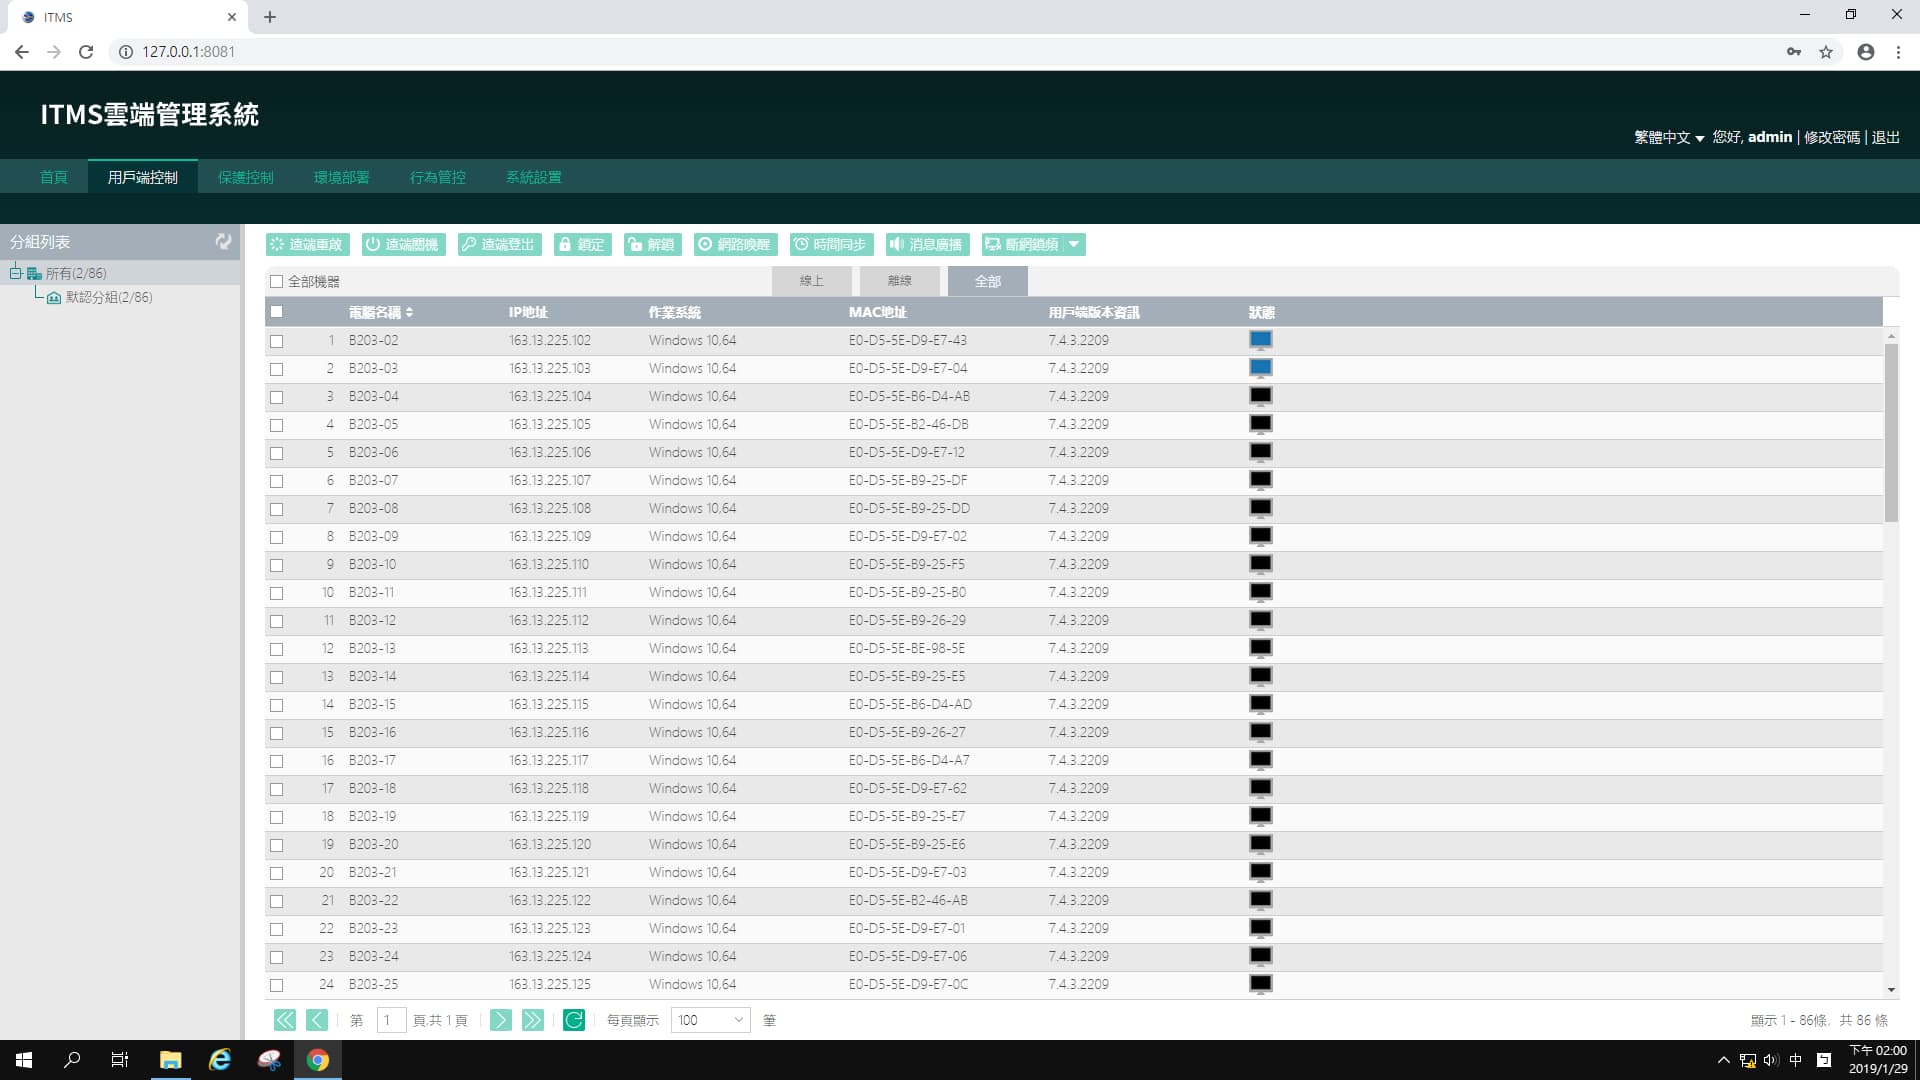 ITMS
127.0.0.1:8081
ITMS雲端管理系統
繁體中文 您好, admin | 修改密碼 | 退出
首頁 用戶端控制 保護控制 環境部署 行為管控 系統設置
分組列表
所有(2/86)
默認分組(2/86)
遠端重啟 遠端關機 遠端登出 鎖定 解鎖 網路喚醒 時間同步 消息廣播 斷網鎖頻
全部機器 線上 離線 全部
電腦名稱 IP地址 作業系統 MAC地址 用戶端版本資訊 狀態
1 B203-02 163.13.225.102 Windows 10,64 E0-D5-5E-D9-E7-43 7.4.3.2209
2 B203-03 163.13.225.103 Windows 10,64 E0-D5-5E-D9-E7-04 7.4.3.2209
3 B203-04 163.13.225.104 Windows 10,64 E0-D5-5E-B6-D4-AB 7.4.3.2209
4 B203-05 163.13.225.105 Windows 10,64 E0-D5-5E-B2-46-DB 7.4.3.2209
5 B203-06 163.13.225.106 Windows 10,64 E0-D5-5E-D9-E7-12 7.4.3.2209
6 B203-07 163.13.225.107 Windows 10,64 E0-D5-5E-B9-25-DF 7.4.3.2209
7 B203-08 163.13.225.108 Windows 10,64 E0-D5-5E-B9-25-DD 7.4.3.2209
8 B203-09 163.13.225.109 Windows 10,64 E0-D5-5E-D9-E7-02 7.4.3.2209
9 B203-10 163.13.225.110 Windows 10,64 E0-D5-5E-B9-25-F5 7.4.3.2209
10 B203-11 163.13.225.111 Windows 10,64 E0-D5-5E-B9-25-B0 7.4.3.2209
11 B203-12 163.13.225.112 Windows 10,64 E0-D5-5E-B9-26-29 7.4.3.2209
12 B203-13 163.13.225.113 Windows 10,64 E0-D5-5E-BE-98-5E 7.4.3.2209
13 B203-14 163.13.225.114 Windows 10,64 E0-D5-5E-B9-25-E5 7.4.3.2209
14 B203-15 163.13.225.115 Windows 10,64 E0-D5-5E-B6-D4-AD 7.4.3.2209
15 B203-16 163.13.225.116 Windows 10,64 E0-D5-5E-B9-26-27 7.4.3.2209
16 B203-17 163.13.225.117 Windows 10,64 E0-D5-5E-B6-D4-A7 7.4.3.2209
17 B203-18 163.13.225.118 Windows 10,64 E0-D5-5E-D9-E7-62 7.4.3.2209
18 B203-19 163.13.225.119 Windows 10,64 E0-D5-5E-B9-25-E7 7.4.3.2209
19 B203-20 163.13.225.120 Windows 10,64 E0-D5-5E-B9-25-E6 7.4.3.2209
20 B203-21 163.13.225.121 Windows 10,64 E0-D5-5E-D9-E7-03 7.4.3.2209
21 B203-22 163.13.225.122 Windows 10,64 E0-D5-5E-B2-46-AB 7.4.3.2209
22 B203-23 163.13.225.123 Windows 10,64 E0-D5-5E-D9-E7-01 7.4.3.2209
23 B203-24 163.13.225.124 Windows 10,64 E0-D5-5E-D9-E7-06 7.4.3.2209
24 B203-25 163.13.225.125 Windows 10,64 E0-D5-5E-D9-E7-0C 7.4.3.2209
第 1 頁,共 1 頁 每頁顯示 100 筆 顯示 1 - 86條，共 86 條
中 下午 02:00
2019/1/29